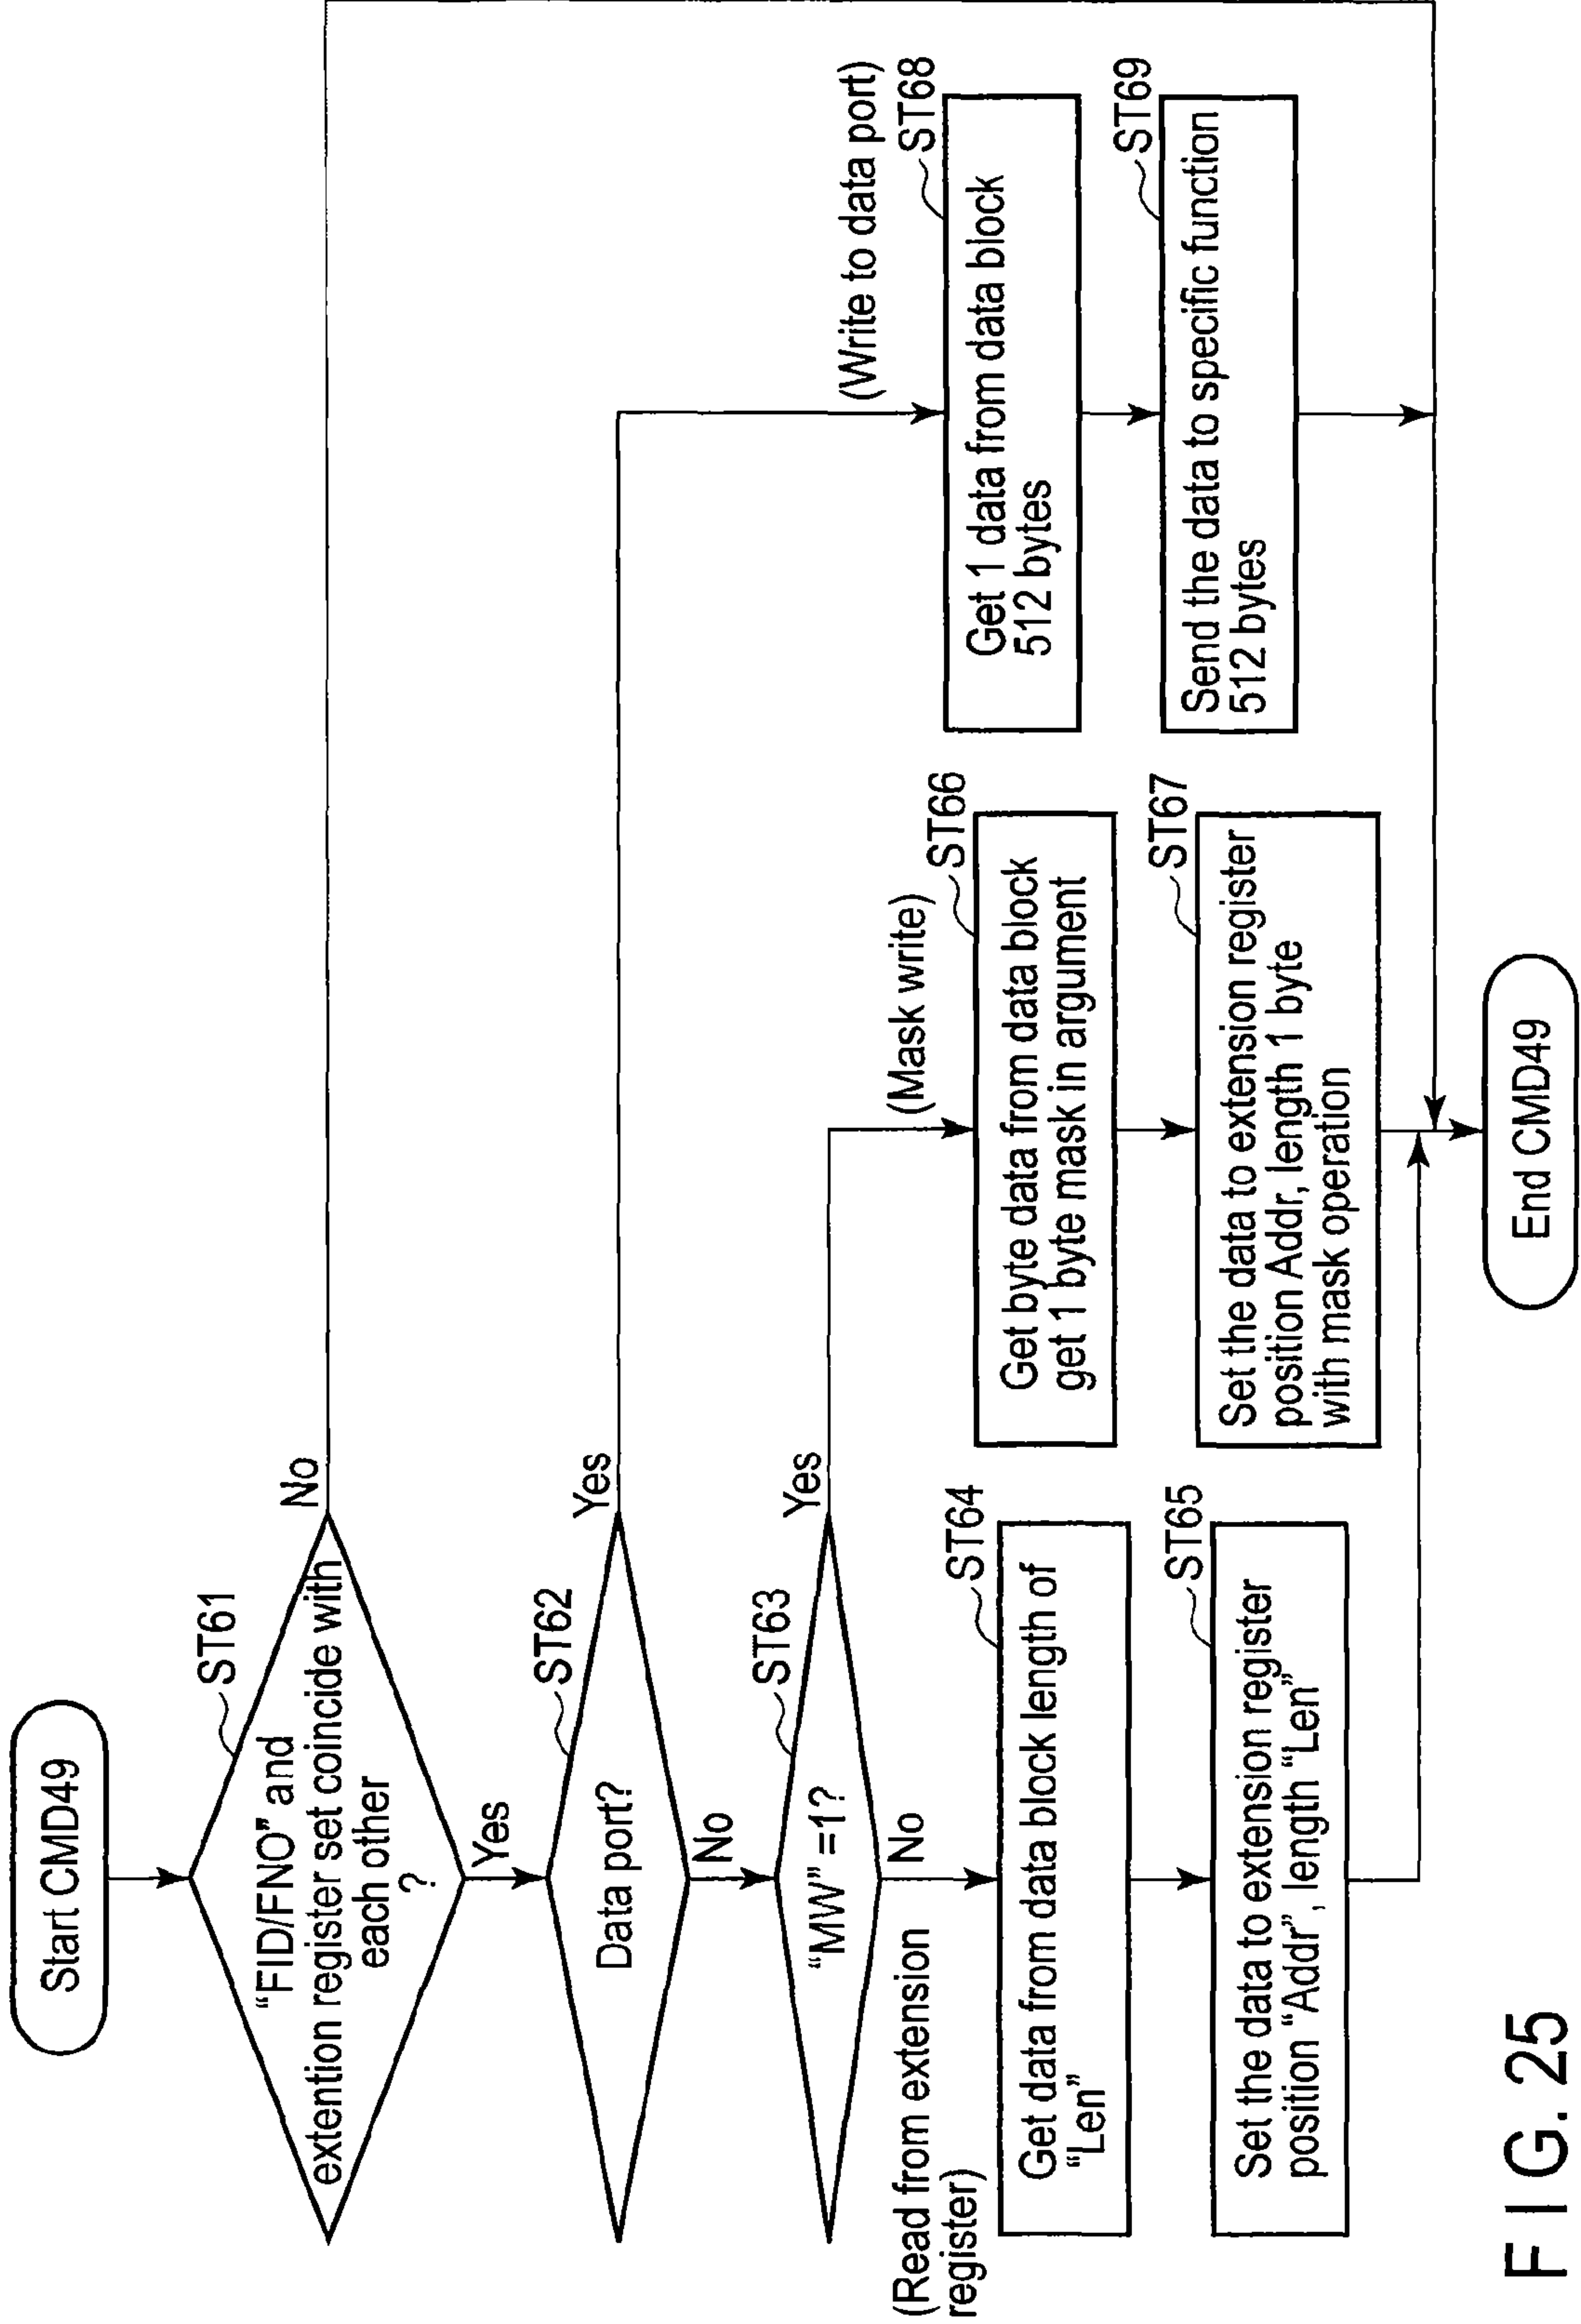 Start CMD49
ST61
“FID/FNO” and
extention register set coincide with
each other
?
No
Yes
ST62
Data port?
Yes
No
ST63
“MW” =1?
Yes
No
(Read from extension
register)
ST64
Get data from data block length of
“Len”
ST65
Set the data to extension register
position “Addr”, length “Len”
(Mask write)
ST66
Get byte data from data block
get 1 byte mask in argument
ST67
Set the data to extension register
position Addr, length 1 byte
with mask operation
(Write to data port)
ST68
Get 1 data from data block
512 bytes
ST69
Send the data to specific function
512 bytes
End CMD49
F I G. 25